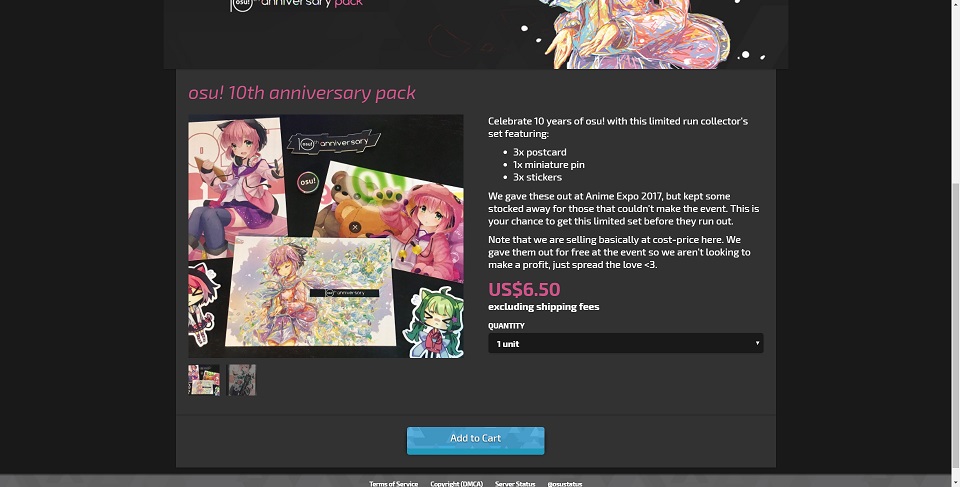 osu! th anniversary pack
osu! 10th anniversary pack
osu! th anniversary
osu!
osu! th anniversary
Celebrate 10 years of osu! with this limited run collector's
set featuring:
• 3x postcard
• 1x miniature pin
• 3x stickers
We gave these out at Anime Expo 2017, but kept some
stocked away for those that couldn't make the event. This is
your chance to get this limited set before they run out.
Note that we are selling basically at cost-price here. We
gave them out for free at the event so we aren't looking to
make a profit, just spread the love <3.
US$6.50
excluding shipping fees
QUANTITY
1 unit
Add to Cart
Terms of Service Copyright (DMCA) Server Status @osustatus